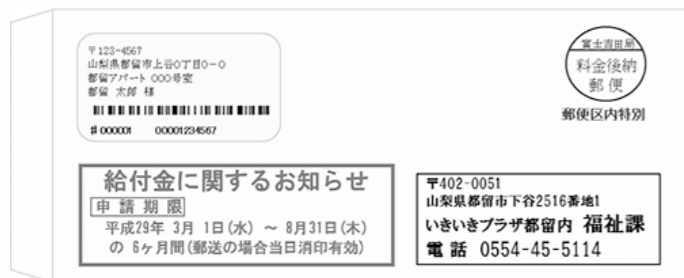 〒123-4567
山梨県都留市上谷0丁目0-0
都留アパート 000号室
都留 太郎 様
#000001 00001234567
富士吉田局
料金後納
郵便
郵便区内特別
給付金に関するお知らせ
申請期限
平成29年 3月 1日(水) ~ 8月31日(木)
の 6ヶ月間(郵送の場合当日消印有効)
〒402-0051
山梨県都留市下谷2516番地1
いきいきプラザ都留内 福祉課
電話 0554-45-5114